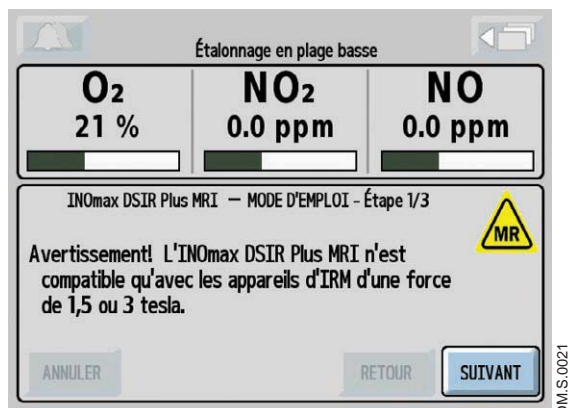 Étalonnage en plage basse
O₂ NO₂ NO
21 % 0.0 ppm 0.0 ppm
INOmax DSIR Plus MRI — MODE D'EMPLOI - Étape 1/3
MR
Avertissement! L'INOmax DSIR Plus MRI n'est
compatible qu'avec les appareils d'IRM d'une force
de 1,5 ou 3 tesla.
ANNULER RETOUR SUIVANT
M.S.0021